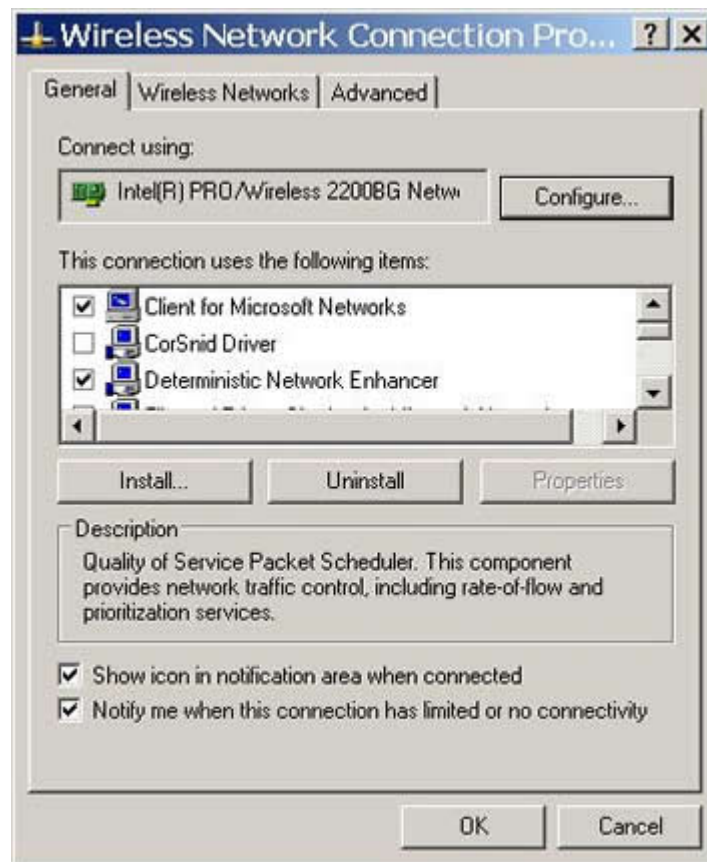 Wireless Network Connection Pro...
General Wireless Networks Advanced
Connect using:
Intel(R) PRO/Wireless 2200BG Netw
Configure...
This connection uses the following items:
Client for Microsoft Networks
CorSnid Driver
Deterministic Network Enhancer
Install... Uninstall Properties
Description
Quality of Service Packet Scheduler. This component
provides network traffic control, including rate-of-flow and
prioritization services.
Show icon in notification area when connected
Notify me when this connection has limited or no connectivity
OK Cancel